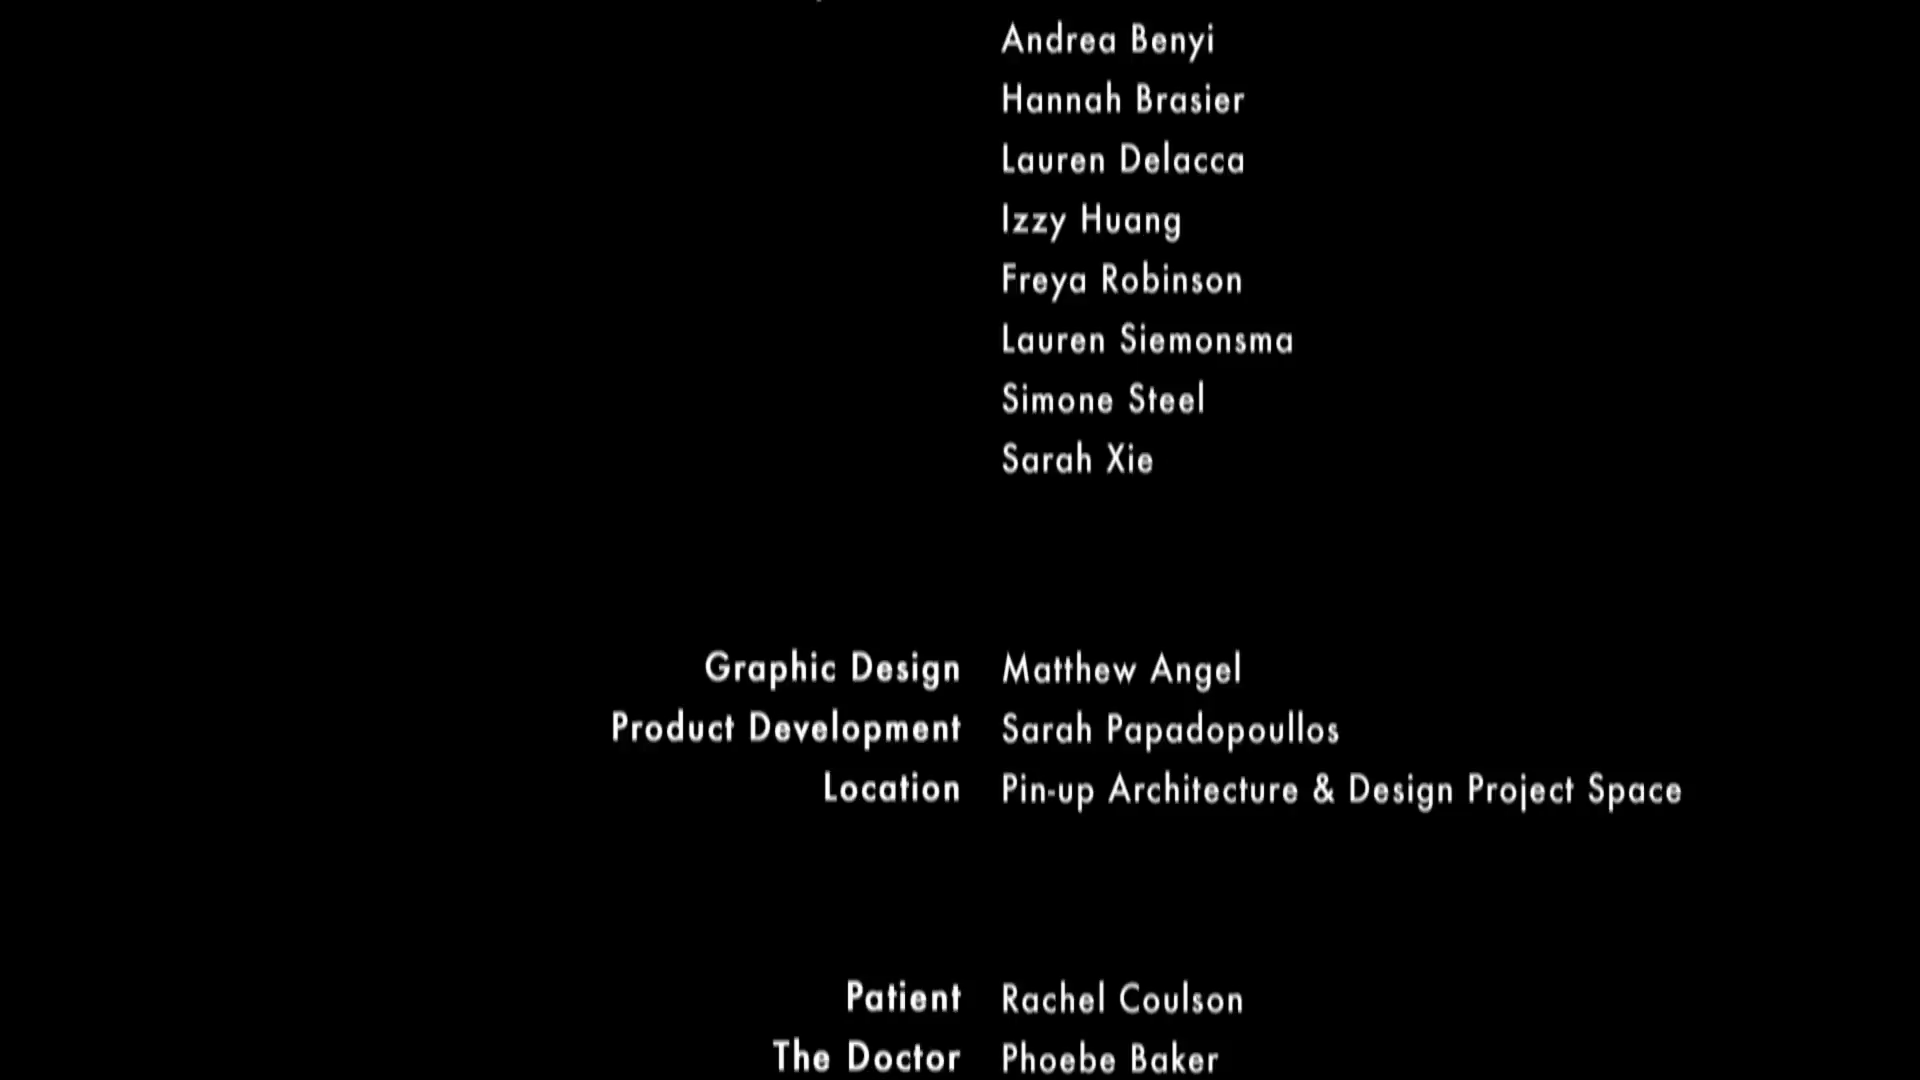 Andrea Benyi
Hannah Brasier
Lauren Delacca
Izzy Huang
Freya Robinson
Lauren Siemonsma
Simone Steel
Sarah Xie
Graphic Design Matthew Angel
Product Development Sarah Papadopoullos
Location Pin-up Architecture & Design Project Space
Patient Rachel Coulson
The Doctor Phoebe Baker